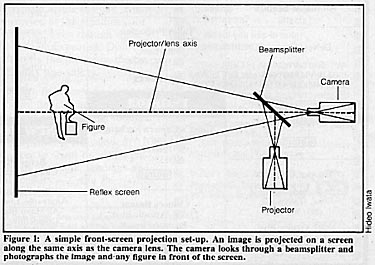 Projector/lens axis
Beamsplitter
Camera
Figure
Reflex screen
Projector
Hideo Iwata
Figure 1: A simple front-screen projection set-up. An image is projected on a screen
along the same axis as the camera lens. The camera looks through a beamsplitter and
photographs the image and any figure in front of the screen.